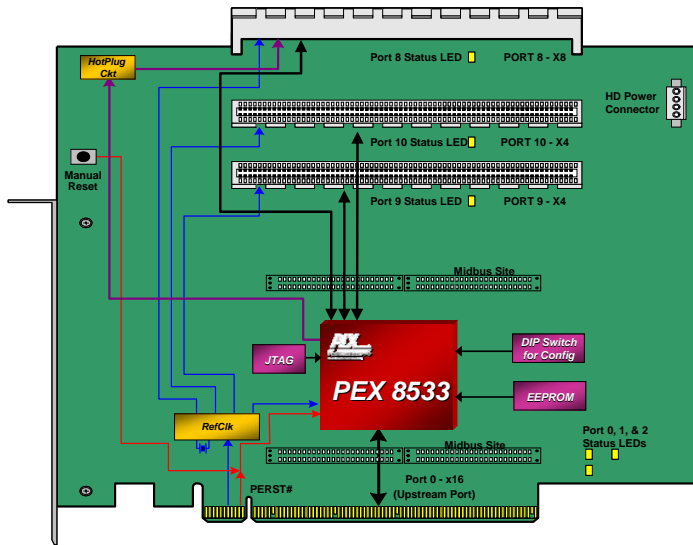 Port 8 Status LED
PORT 8 - X8
HotPlug
Ckt
HD Power
Connector
Port 10 Status LED
PORT 10 - X4
Manual
Reset
Port 9 Status LED
PORT 9 - X4
Midbus Site
PLX
JTAG
DIP Switch
for Config
PEX 8533
EEPROM
RefClk
Port 0, 1, & 2
Status LEDs
Midbus Site
Port 0 - x16
(Upstream Port)
PERST#